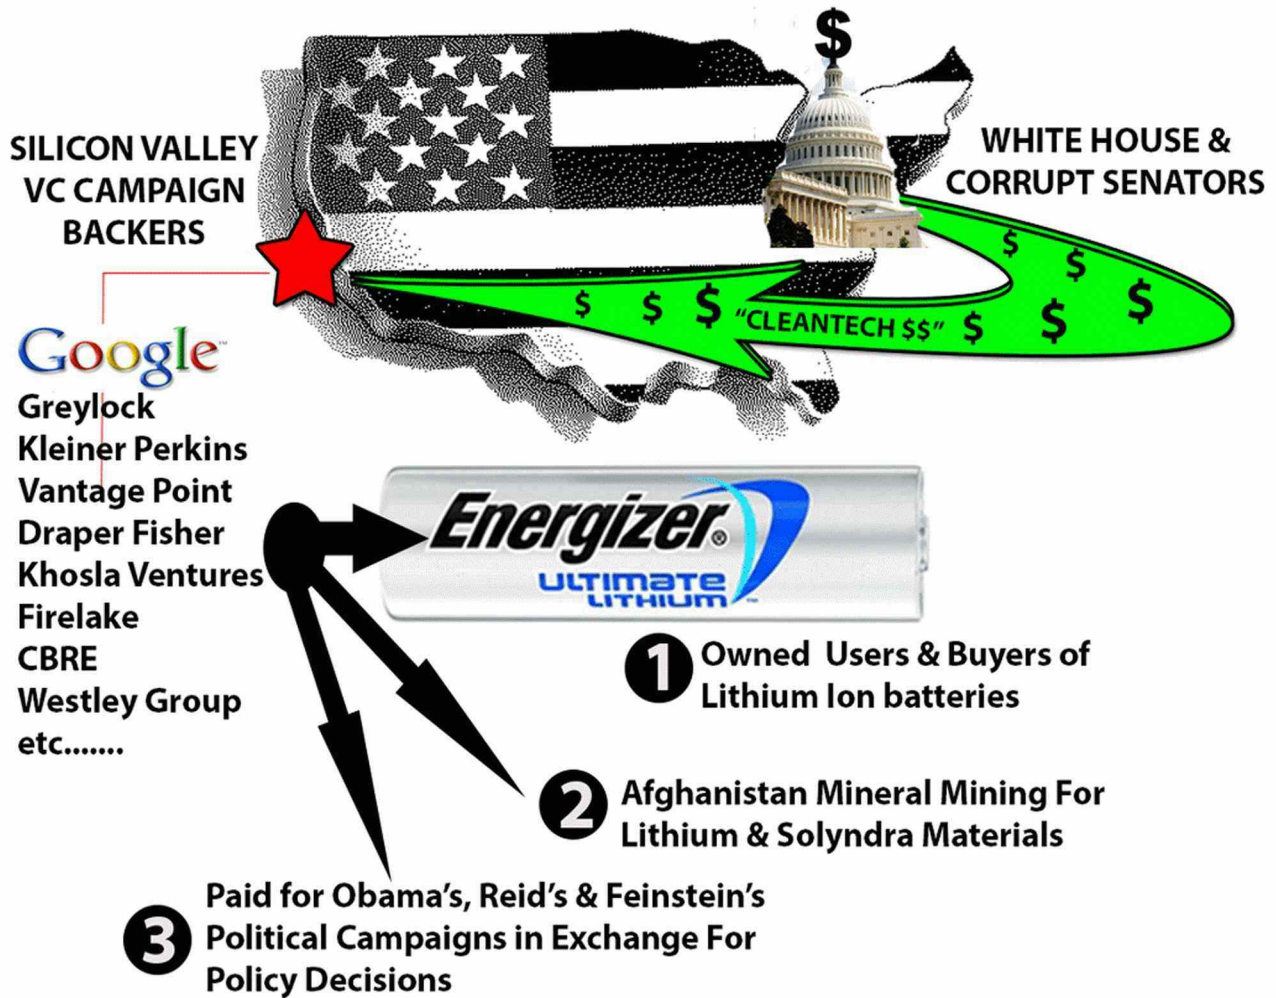 $
SILICON VALLEY
VC CAMPAIGN
BACKERS
WHITE HOUSE &
CORRUPT SENATORS
$ $ $
$ $ $ "CLEANTECH $$" $ $
Google™
Greylock
Kleiner Perkins
Vantage Point
Draper Fisher
Khosla Ventures
Firelake
CBRE
Westley Group
etc.......
Energizer®
ULTIMATE
LITHIUM™
1 Owned Users & Buyers of
Lithium Ion batteries
2 Afghanistan Mineral Mining For
Lithium & Solyndra Materials
3 Paid for Obama's, Reid's & Feinstein's
Political Campaigns in Exchange For
Policy Decisions